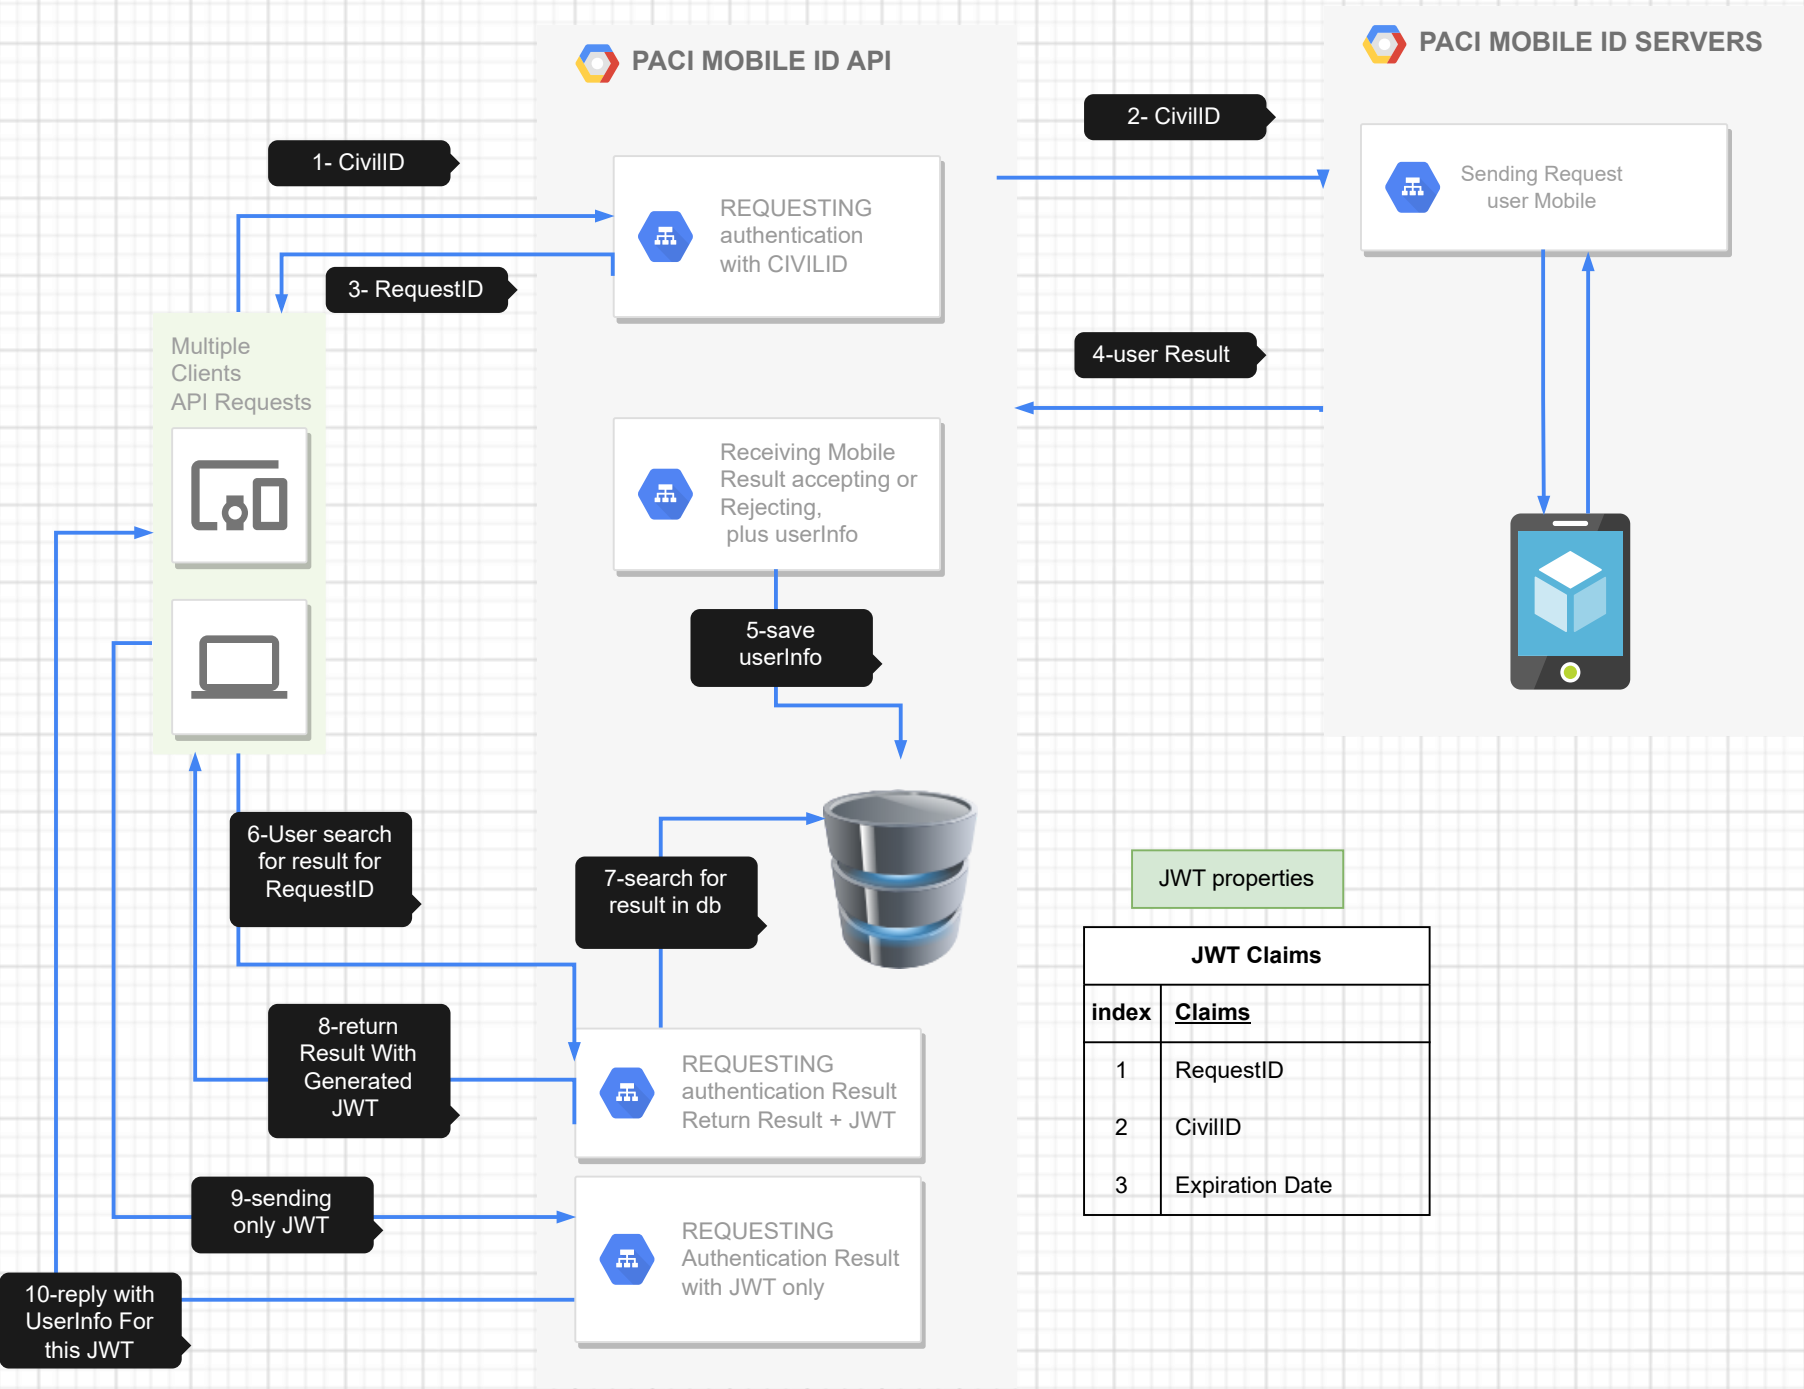 PACI MOBILE ID API
PACI MOBILE ID SERVERS
1- CivilID
2- CivilID
REQUESTING
authentication
with CIVILID
Sending Request
user Mobile
3- RequestID
Multiple
Clients
API Requests
4-user Result
Receiving Mobile
Result accepting or
Rejecting,
plus userInfo
5-save
userInfo
6-User search
for result for
RequestID
7-search for
result in db
JWT properties
JWT Claims
index Claims
1 RequestID
2 CivilID
3 Expiration Date
8-return
Result With
Generated
JWT
REQUESTING
authentication Result
Return Result + JWT
9-sending
only JWT
REQUESTING
Authentication Result
with JWT only
10-reply with
UserInfo For
this JWT